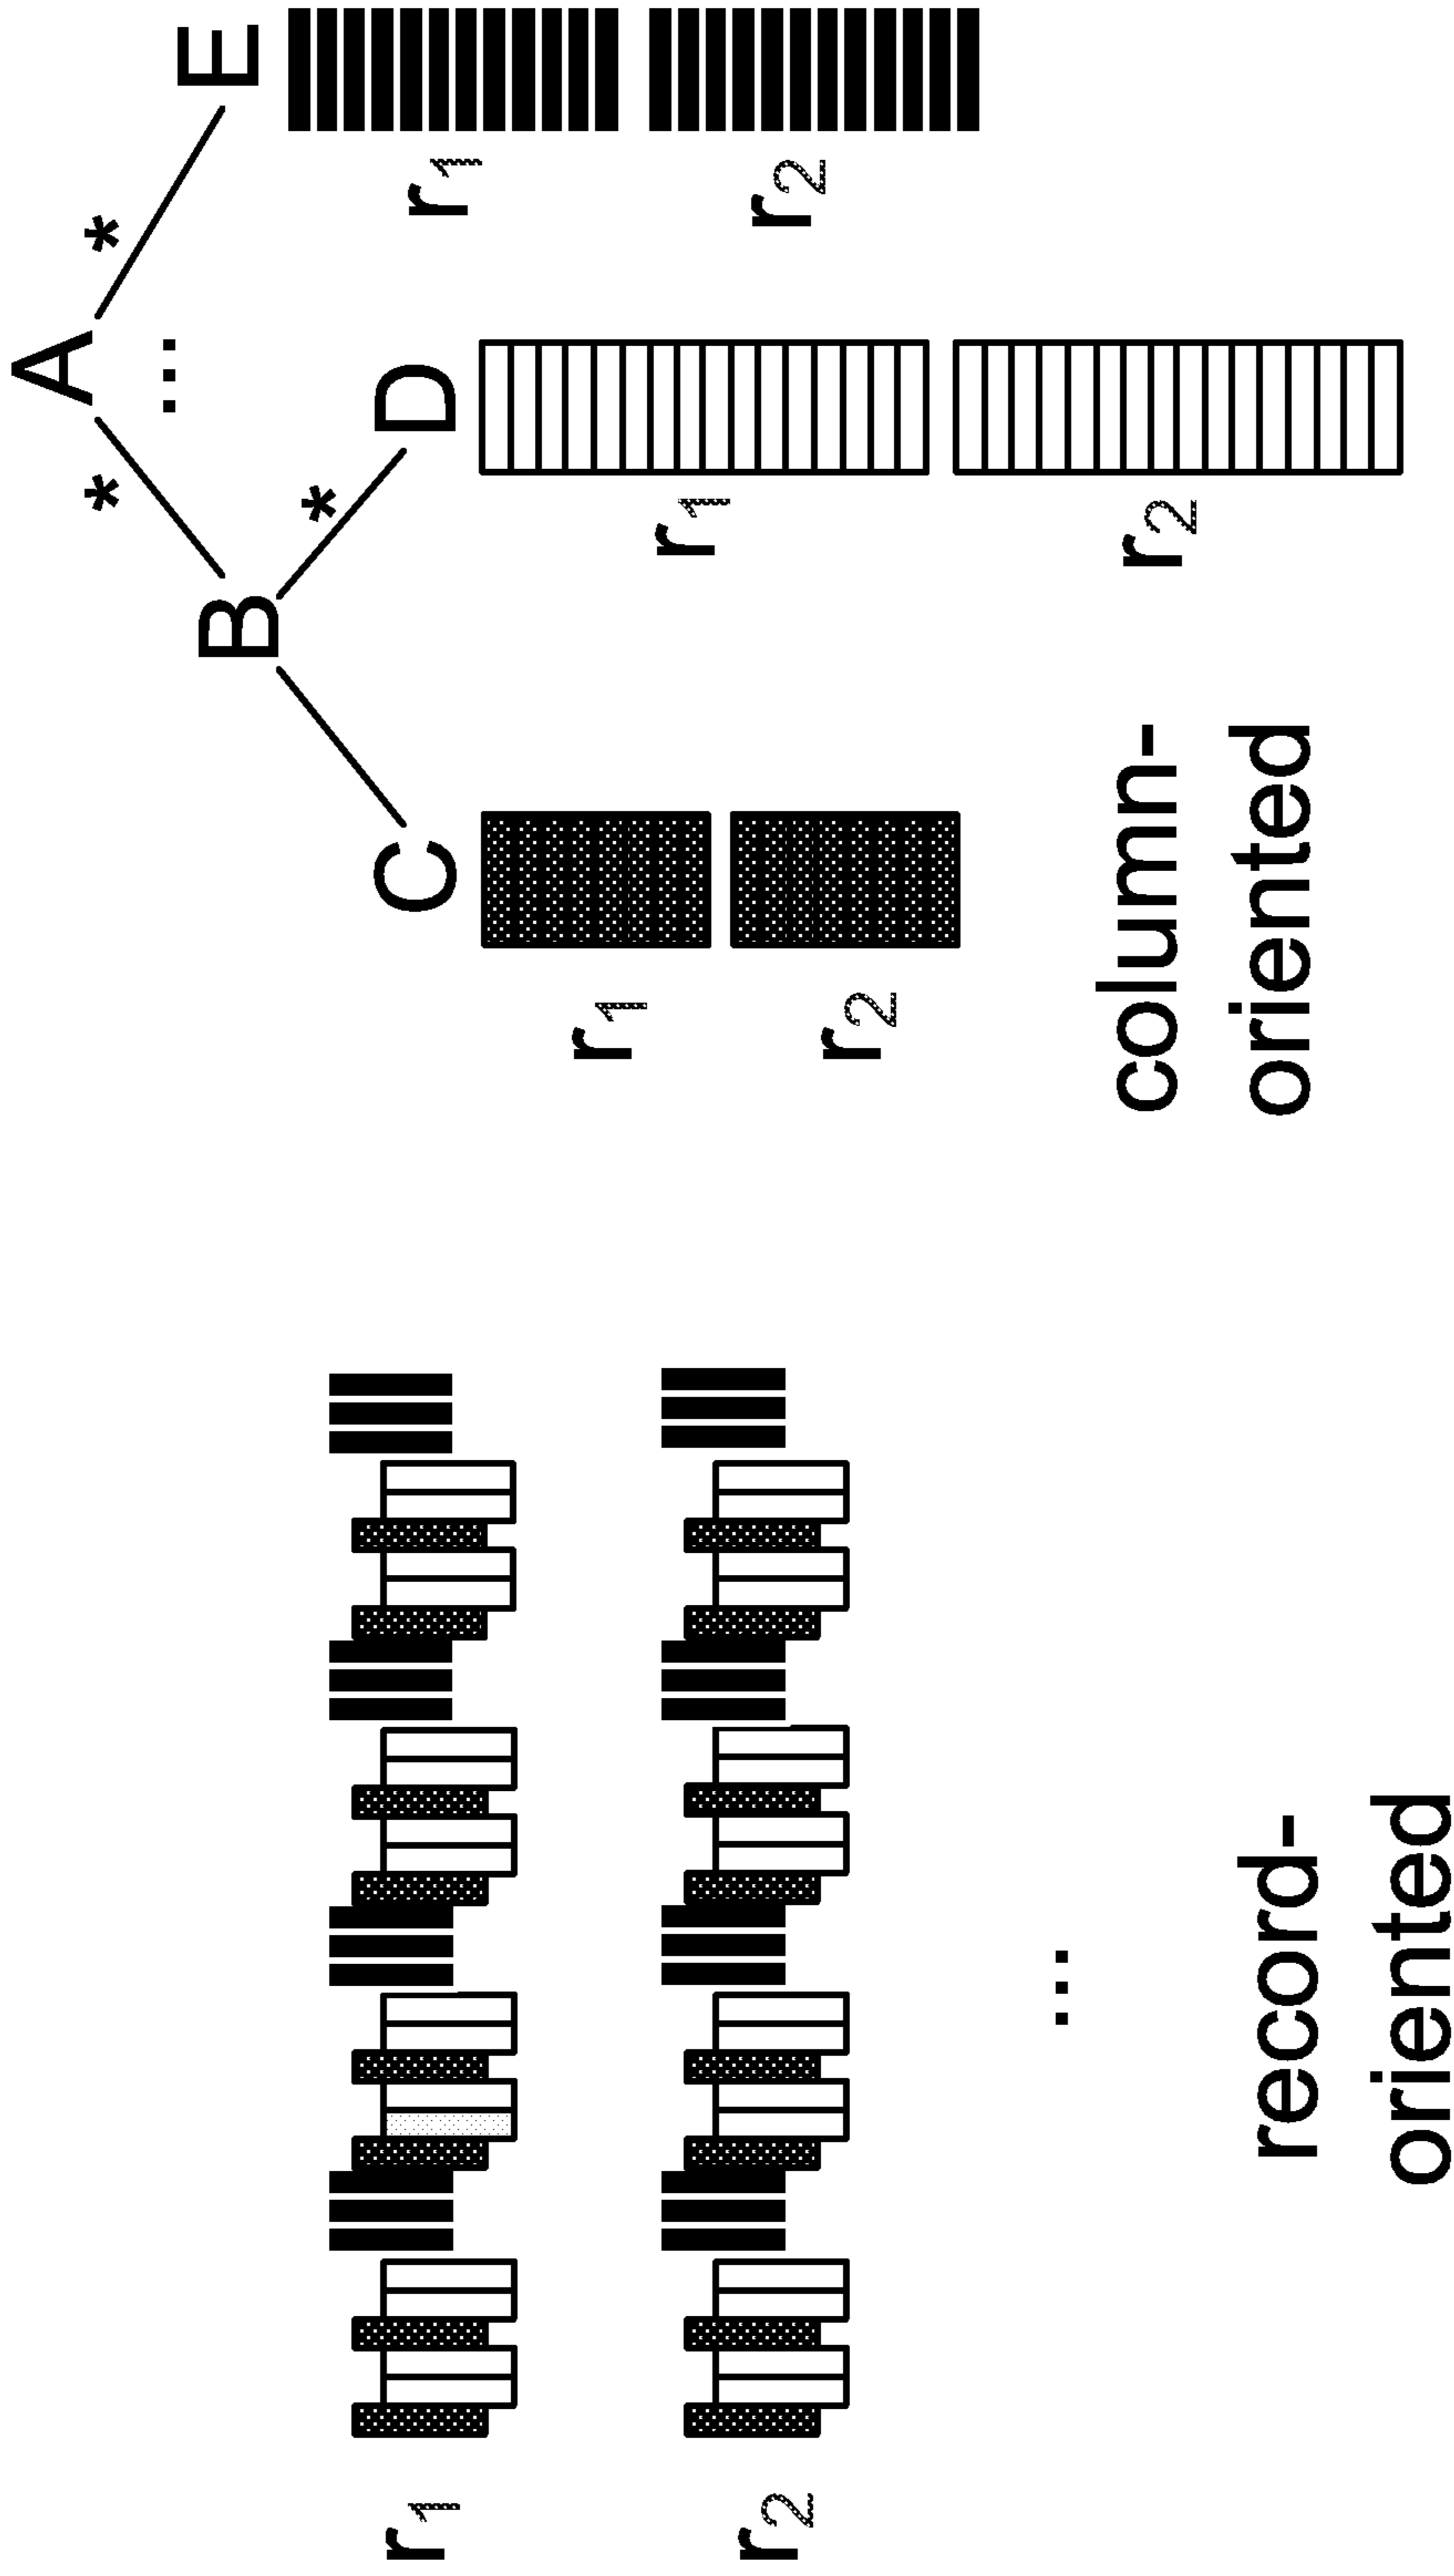 r1
r2
...
record-
oriented
A
* *
...
B E
*
C D
r1
r1
r1
r2
r2
r2
column-
oriented